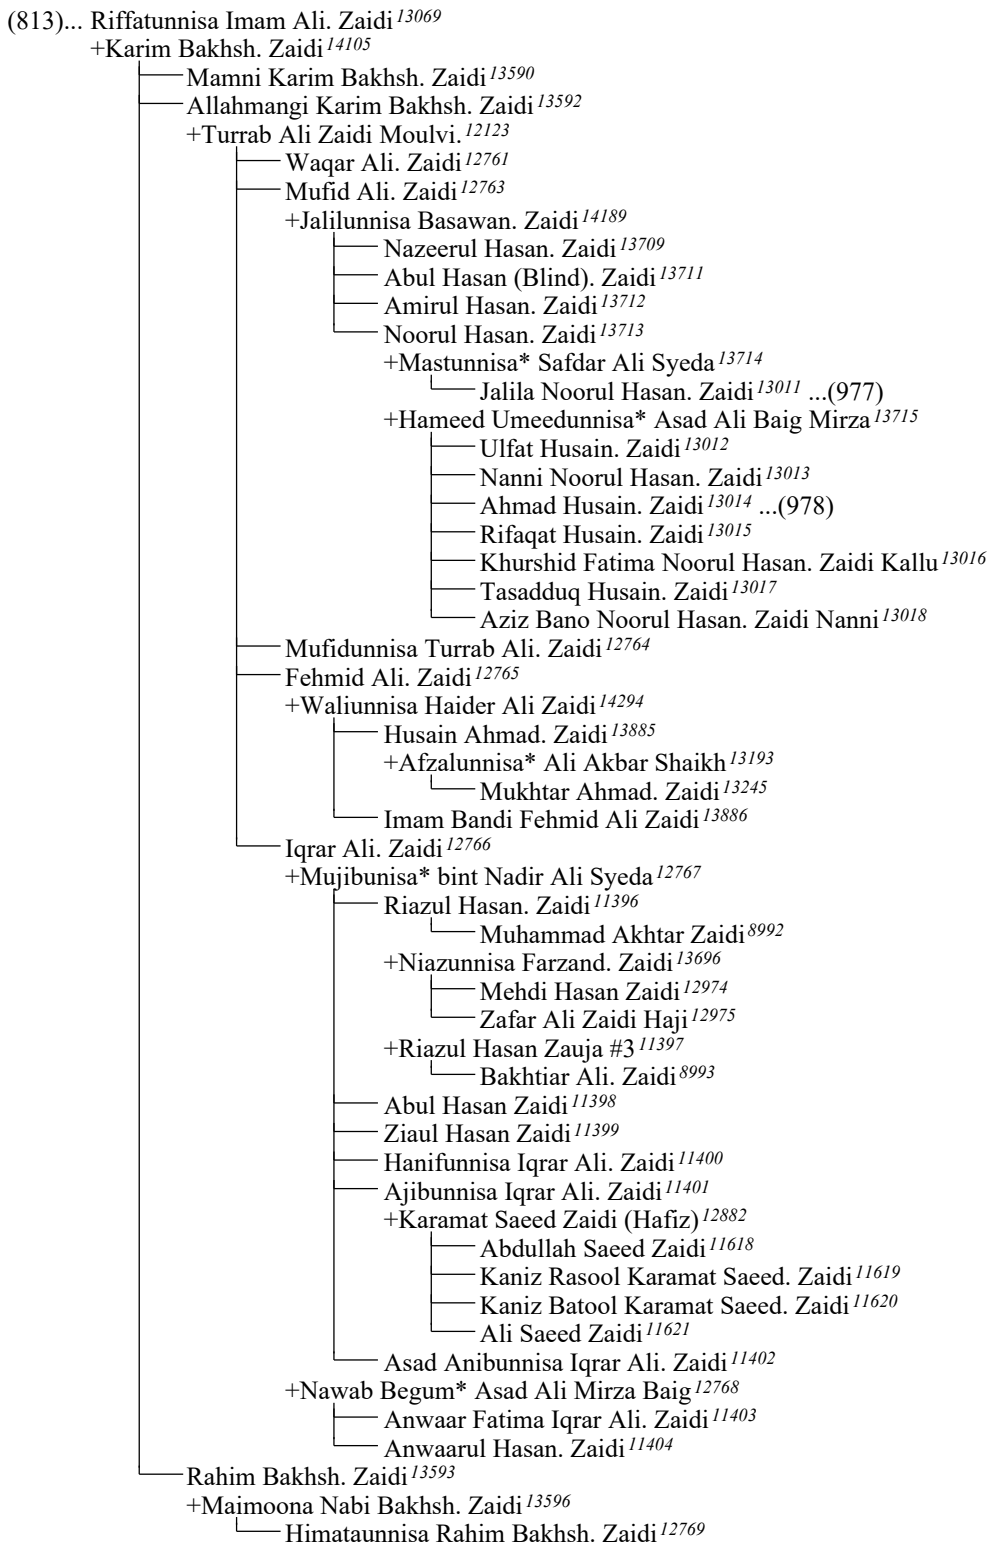 (813)... Riffatunnisa Imam Ali. Zaidi 13069
+Karim Bakhsh. Zaidi 14105
Mamni Karim Bakhsh. Zaidi 13590
Allahmangi Karim Bakhsh. Zaidi 13592
+Turrab Ali Zaidi Moulvi. 12123
Waqar Ali. Zaidi 12761
Mufid Ali. Zaidi 12763
+Jalilunnisa Basawan. Zaidi 14189
Nazeerul Hasan. Zaidi 13709
Abul Hasan (Blind). Zaidi 13711
Amirul Hasan. Zaidi 13712
Noorul Hasan. Zaidi 13713
+Mastunnisa* Safdar Ali Syeda 13714
Jalila Noorul Hasan. Zaidi 13011 ...(977)
+Hameed Umeedunnisa* Asad Ali Baig Mirza 13715
Ulfat Husain. Zaidi 13012
Nanni Noorul Hasan. Zaidi 13013
Ahmad Husain. Zaidi 13014 ...(978)
Rifaqat Husain. Zaidi 13015
Khurshid Fatima Noorul Hasan. Zaidi Kallu 13016
Tasadduq Husain. Zaidi 13017
Aziz Bano Noorul Hasan. Zaidi Nanni 13018
Mufidunnisa Turrab Ali. Zaidi 12764
Fehmid Ali. Zaidi 12765
+Waliunnisa Haider Ali Zaidi 14294
Husain Ahmad. Zaidi 13885
+Afzalunnisa* Ali Akbar Shaikh 13193
Mukhtar Ahmad. Zaidi 13245
Imam Bandi Fehmid Ali Zaidi 13886
Iqrar Ali. Zaidi 12766
+Mujibunisa* bint Nadir Ali Syeda 12767
Riazul Hasan. Zaidi 11396
Muhammad Akhtar Zaidi 8992
+Niazunnisa Farzand. Zaidi 13696
Mehdi Hasan Zaidi 12974
Zafar Ali Zaidi Haji 12975
+Riazul Hasan Zauja #3 11397
Bakhtiar Ali. Zaidi 8993
Abul Hasan Zaidi 11398
Ziaul Hasan Zaidi 11399
Hanifunnisa Iqrar Ali. Zaidi 11400
Ajibunnisa Iqrar Ali. Zaidi 11401
+Karamat Saeed Zaidi (Hafiz) 12882
Abdullah Saeed Zaidi 11618
Kaniz Rasool Karamat Saeed. Zaidi 11619
Kaniz Batool Karamat Saeed. Zaidi 11620
Ali Saeed Zaidi 11621
Asad Anibunnisa Iqrar Ali. Zaidi 11402
+Nawab Begum* Asad Ali Mirza Baig 12768
Anwaar Fatima Iqrar Ali. Zaidi 11403
Anwaarul Hasan. Zaidi 11404
Rahim Bakhsh. Zaidi 13593
+Maimoona Nabi Bakhsh. Zaidi 13596
Himataunnisa Rahim Bakhsh. Zaidi 12769